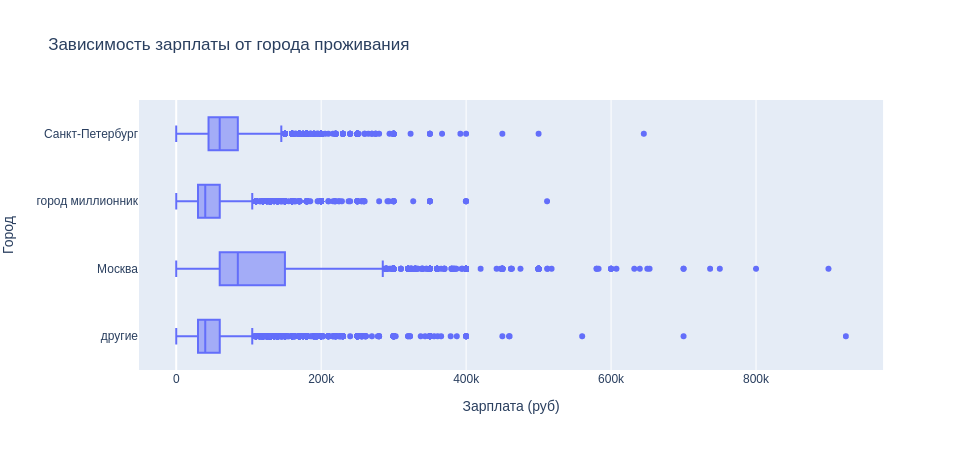 Зависимость зарплаты от города проживания
Город
Санкт-Петербург
город миллионник
Москва
другие
0
200k
400k
600k
800k
Зарплата (руб)